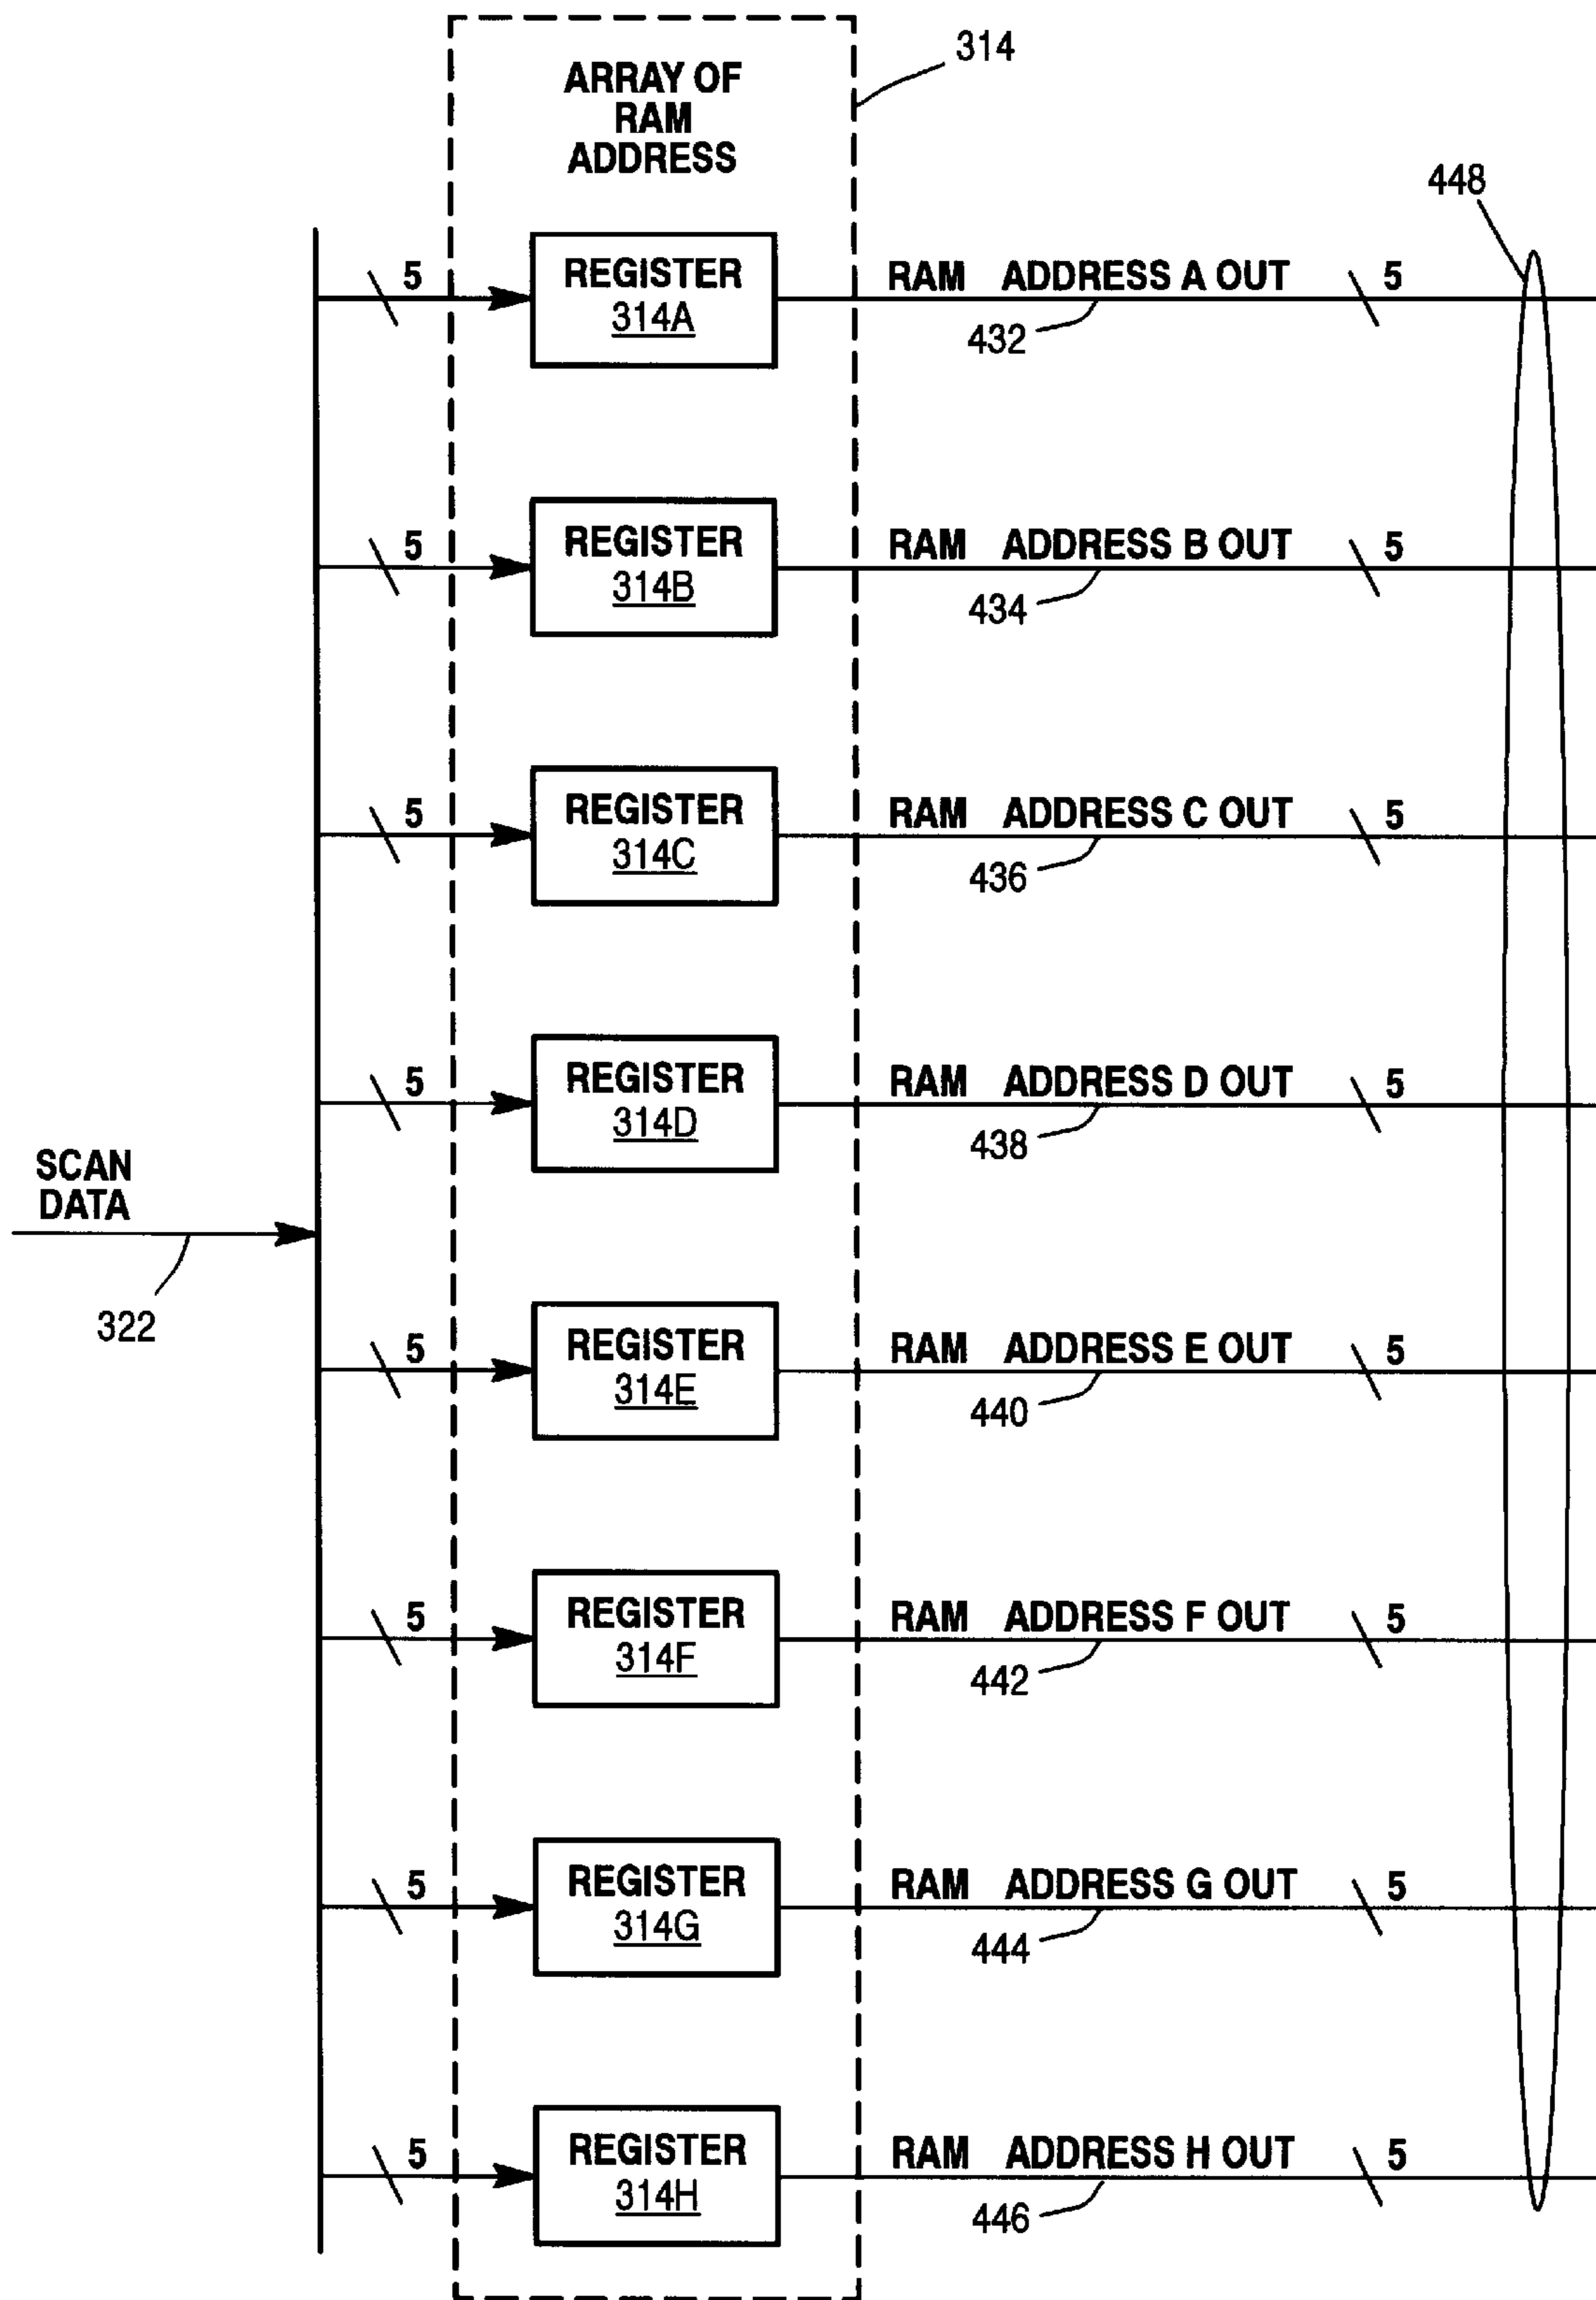 314
ARRAY OF
RAM
ADDRESS
448
5
REGISTER
314A
RAM ADDRESS A OUT
5
432
5
REGISTER
314B
RAM ADDRESS B OUT
5
434
5
REGISTER
314C
RAM ADDRESS C OUT
5
436
5
REGISTER
314D
RAM ADDRESS D OUT
5
438
SCAN
DATA
322
5
REGISTER
314E
RAM ADDRESS E OUT
5
440
5
REGISTER
314F
RAM ADDRESS F OUT
5
442
5
REGISTER
314G
RAM ADDRESS G OUT
5
444
5
REGISTER
314H
RAM ADDRESS H OUT
5
446